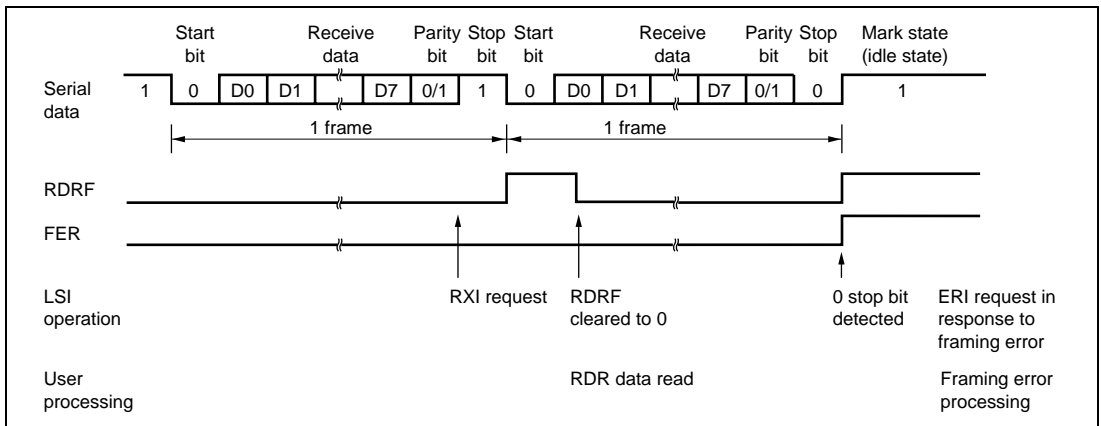 Start bit Receive data Parity bit Stop bit Start bit Receive data Parity bit Stop bit Mark state (idle state)
Serial data 1 0 D0 D1 D7 0/1 1 0 D0 D1 D7 0/1 0 1
1 frame 1 frame
RDRF
FER
LSI operation RXI request RDRF cleared to 0 0 stop bit detected ERI request in response to framing error
User processing RDR data read Framing error processing